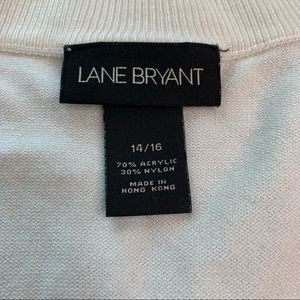 LANE BRYANT
14/16
70% ACRYLIC
30% NYLON
MADE IN
HONG KONG